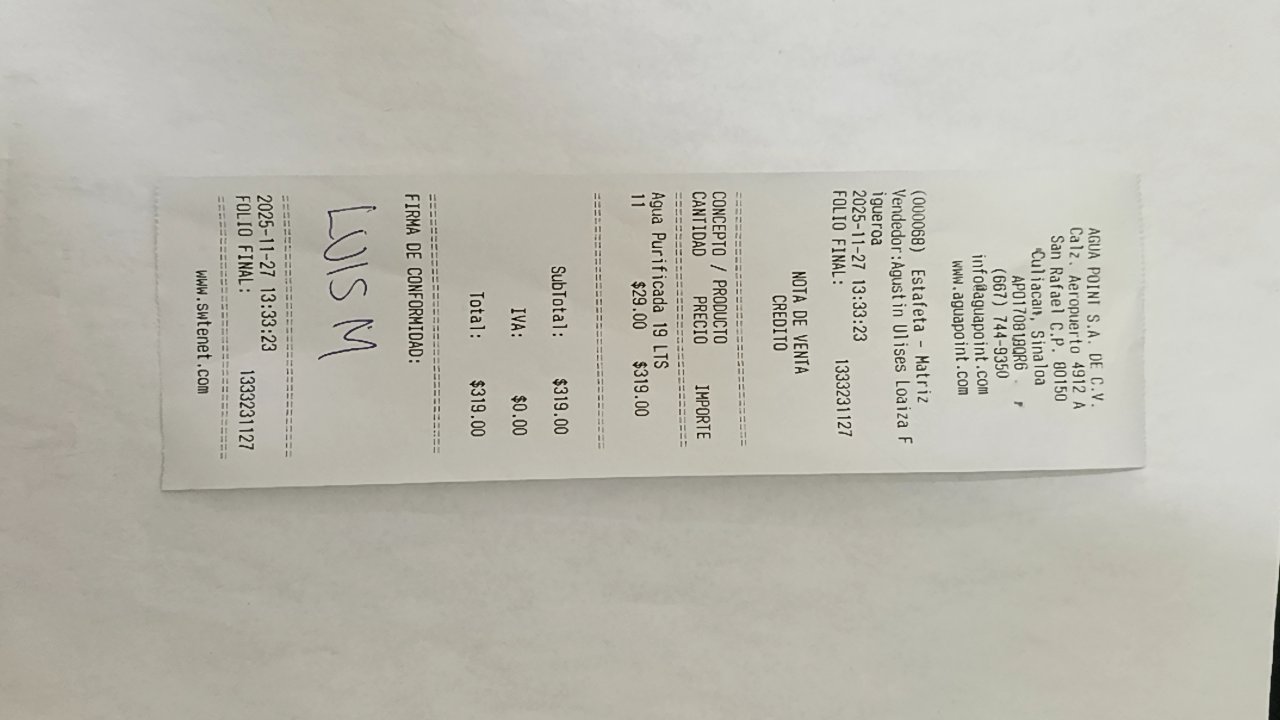 AGUA POINT S.A. DE C.V.
Calz. Aeropuerto 4912 A
San Rafael C.P. 80150
Culiacan, Sinaloa
(667) 744-9350
info@aguapoint.com
www.aguapoint.com
(000068) Estafeta - Matriz
Vendedor:Agustin Ulises Loaiza F
igueroa
2025-11-27 13:33:23
FOLIO FINAL: 1333231127
NOTA DE VENTA
CREDITO
================================
CONCEPTO / PRODUCTO
CANTIDAD PRECIO IMPORTE
================================
Agua Purificada 19 LTS
11 $29.00 $319.00
================================
SubTotal: $319.00
IVA: $0.00
Total: $319.00
================================
FIRMA DE CONFORMIDAD:
LUIS M
================================
2025-11-27 13:33:23
FOLIO FINAL: 1333231127
================================
www.swtenet.com